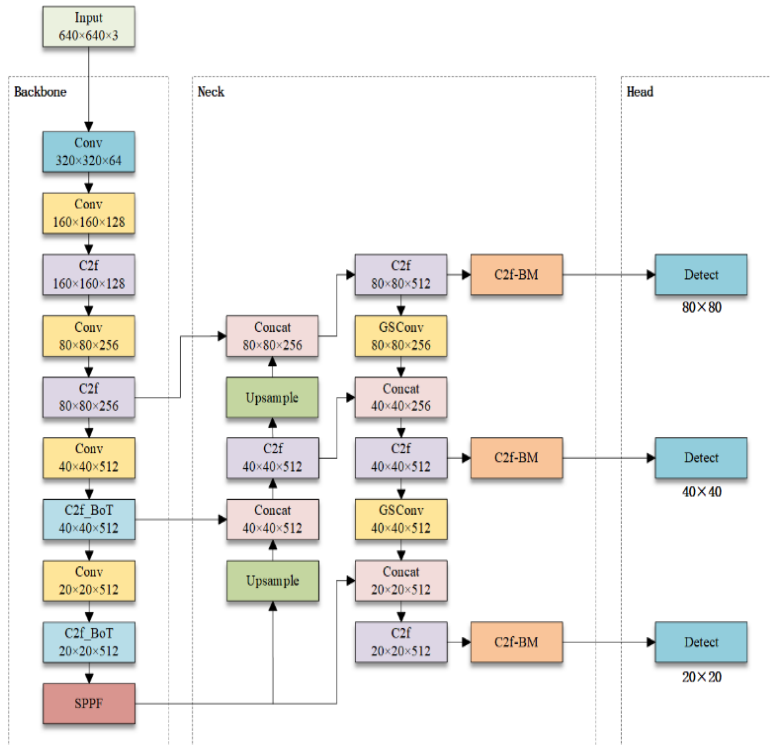 Input
640×640×3
Backbone
Conv
320×320×64
Conv
160×160×128
C2f
160×160×128
Conv
80×80×256
C2f
80×80×256
Conv
40×40×512
C2f_BoT
40×40×512
Conv
20×20×512
C2f_BoT
20×20×512
SPPF
Neck
Concat
80×80×256
Upsample
C2f
40×40×512
Concat
40×40×512
Upsample
C2f
80×80×512
GSConv
80×80×256
Concat
40×40×256
C2f
40×40×512
GSConv
40×40×512
Concat
20×20×512
C2f
20×20×512
C2f-BM
C2f-BM
C2f-BM
Head
Detect
80×80
Detect
40×40
Detect
20×20